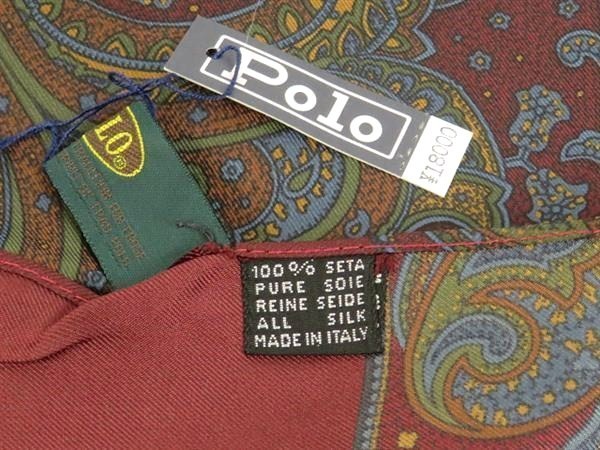 Polo
¥18000
LO®
100% SETA
PURE SOIE
REINE SEIDE
ALL SILK
MADE IN ITALY